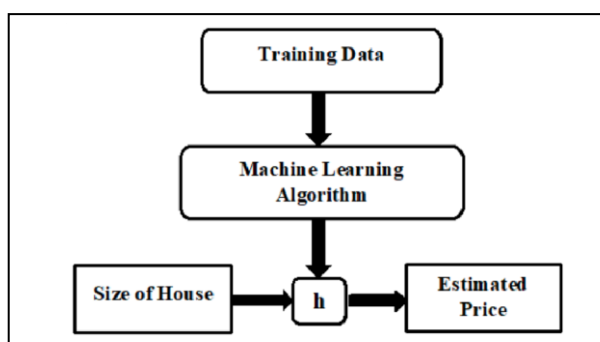 Training Data
Machine Learning
Algorithm
Size of House
h
Estimated
Price